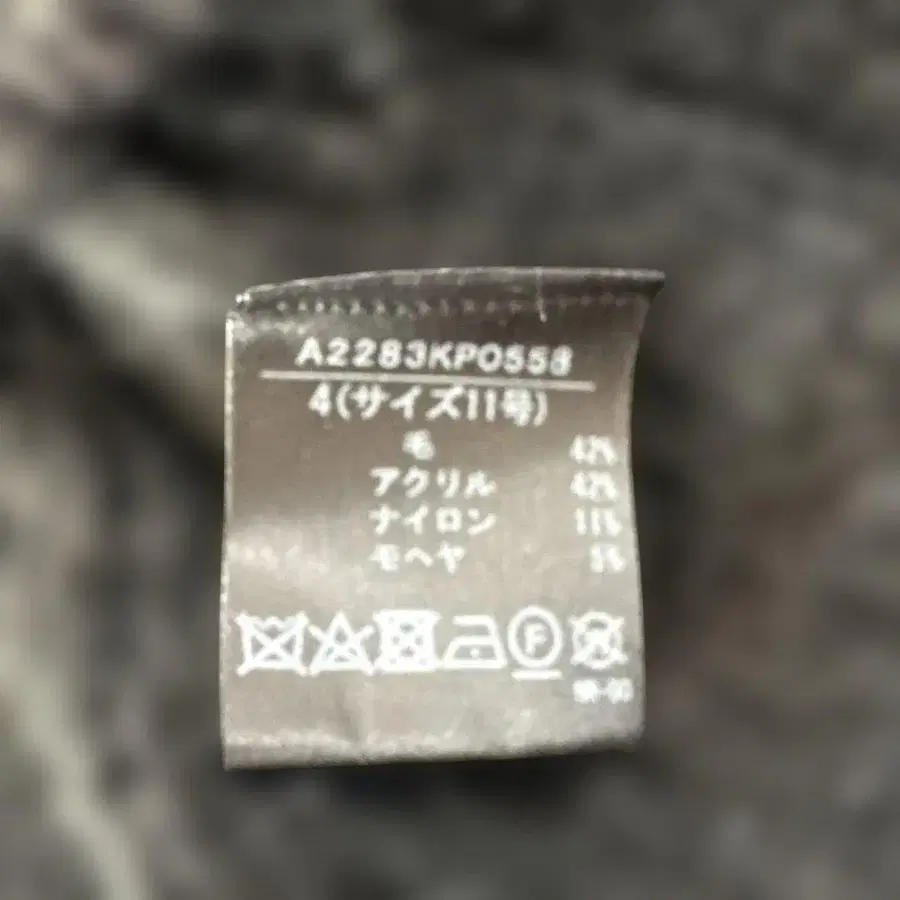 A2283KP0558
4(サイズ11号)
毛 42%
アクリル 42%
ナイロン 11%
モヘヤ 5%
F